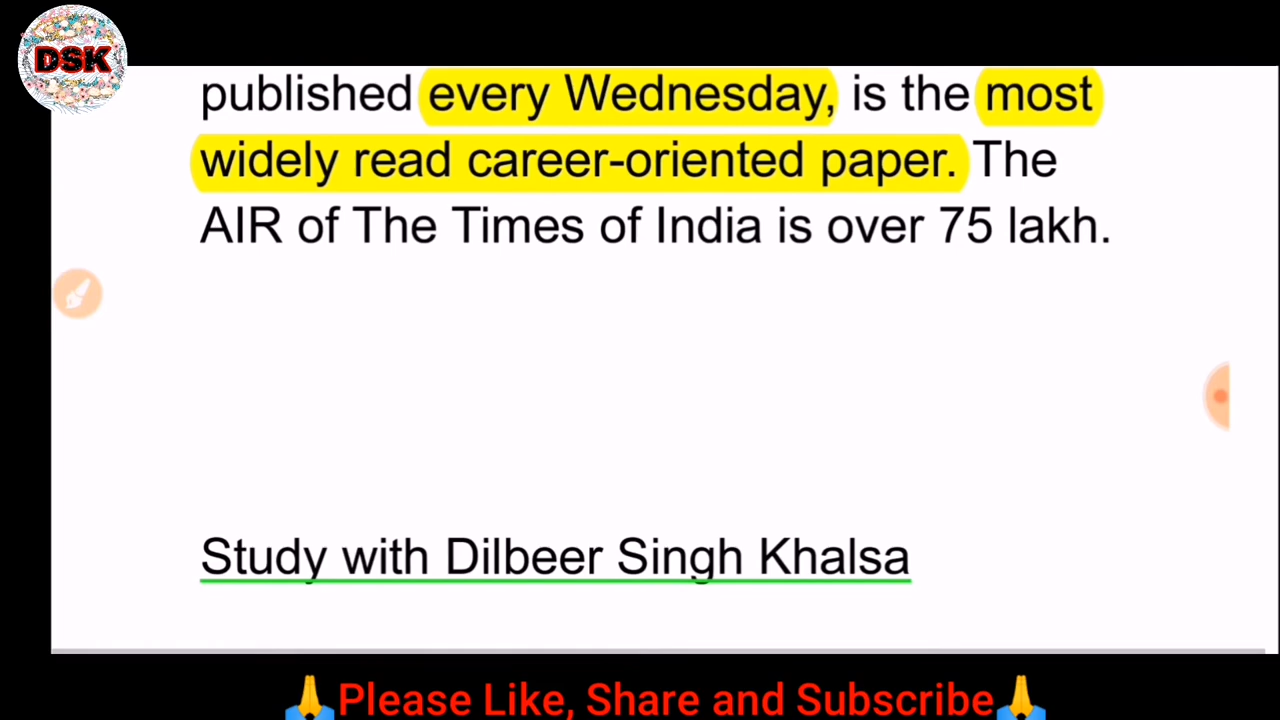 DSK
published every Wednesday, is the most
widely read career-oriented paper. The
AIR of The Times of India is over 75 lakh.
Study with Dilbeer Singh Khalsa
🙏Please Like, Share and Subscribe🙏